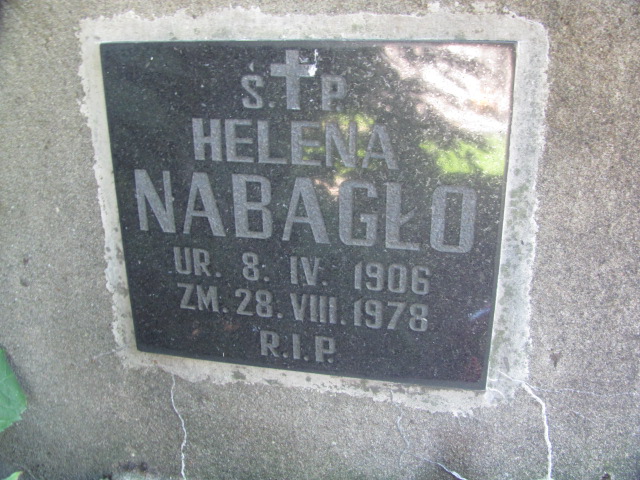 Ś. P.
HELENA
NABAGŁO
UR. 8. IV. 1906
ZM. 28. VIII. 1978
R.I.P.